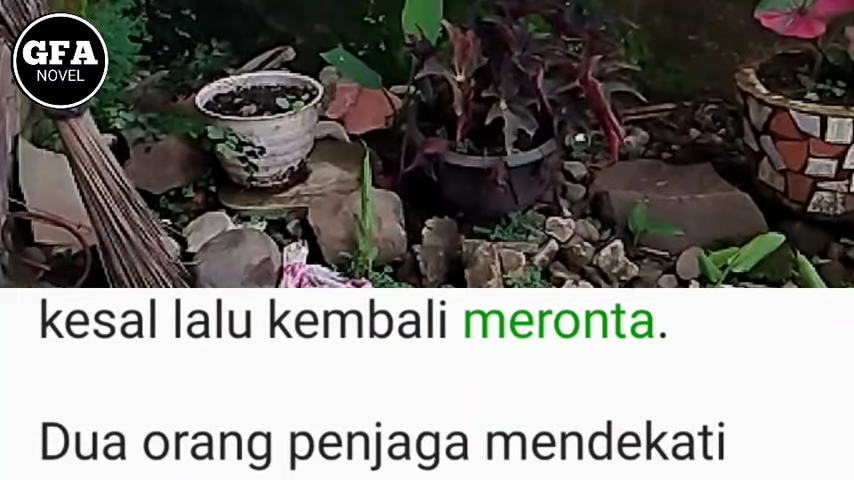 GFA
NOVEL
kesal lalu kembali meronta.
Dua orang penjaga mendekati